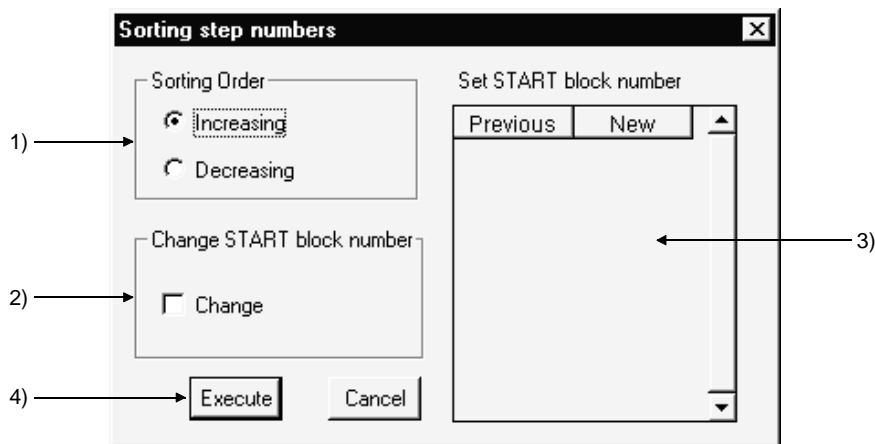 Sorting step numbers
Sorting Order
Increasing
Decreasing
1)
Change START block number
Change
2)
Execute
Cancel
4)
Set START block number
Previous New
3)